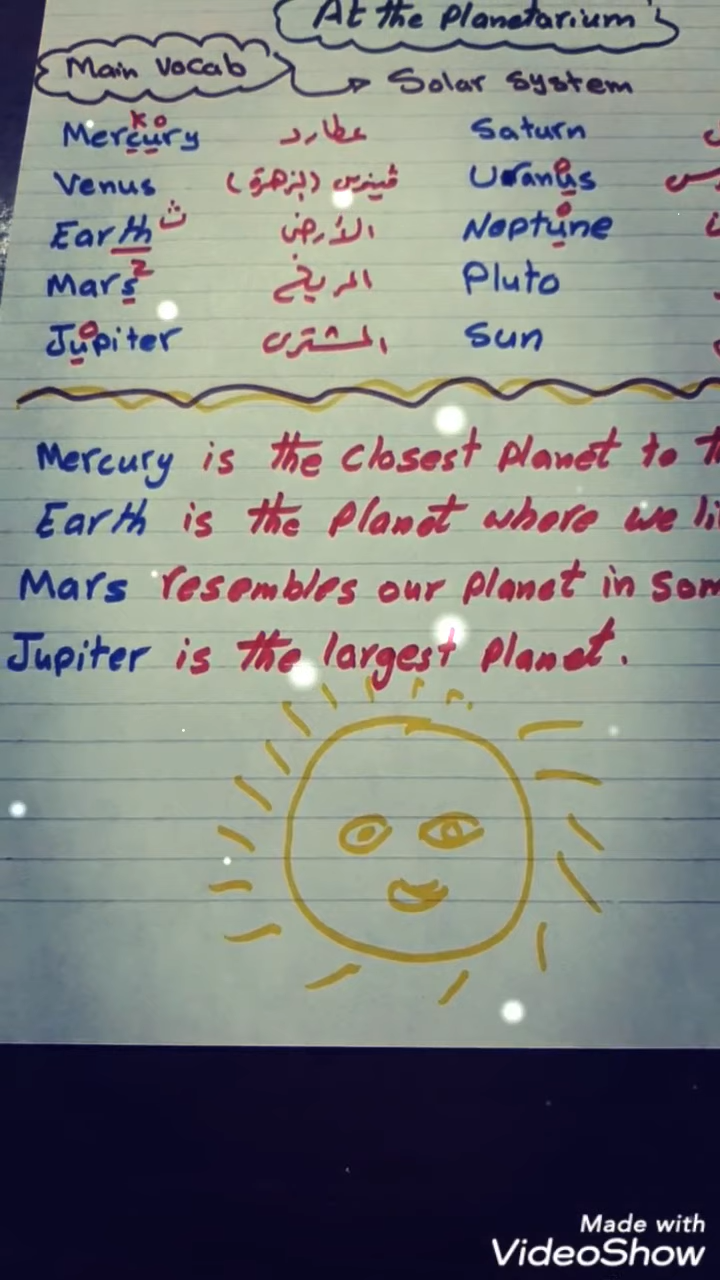 At the Planetarium
Main Vocab → Solar System
ko
Mercury عطارد Saturn
Venus ڤينس (الزهرة) Uranus
Earth ث الأرض Neptune
Mars z المريخ Pluto
Jupiter المشترى Sun
Mercury is the closest planet to
Earth is the planet where we
Mars resembles our planet in
Jupiter is the largest planet.
Made with
VideoShow